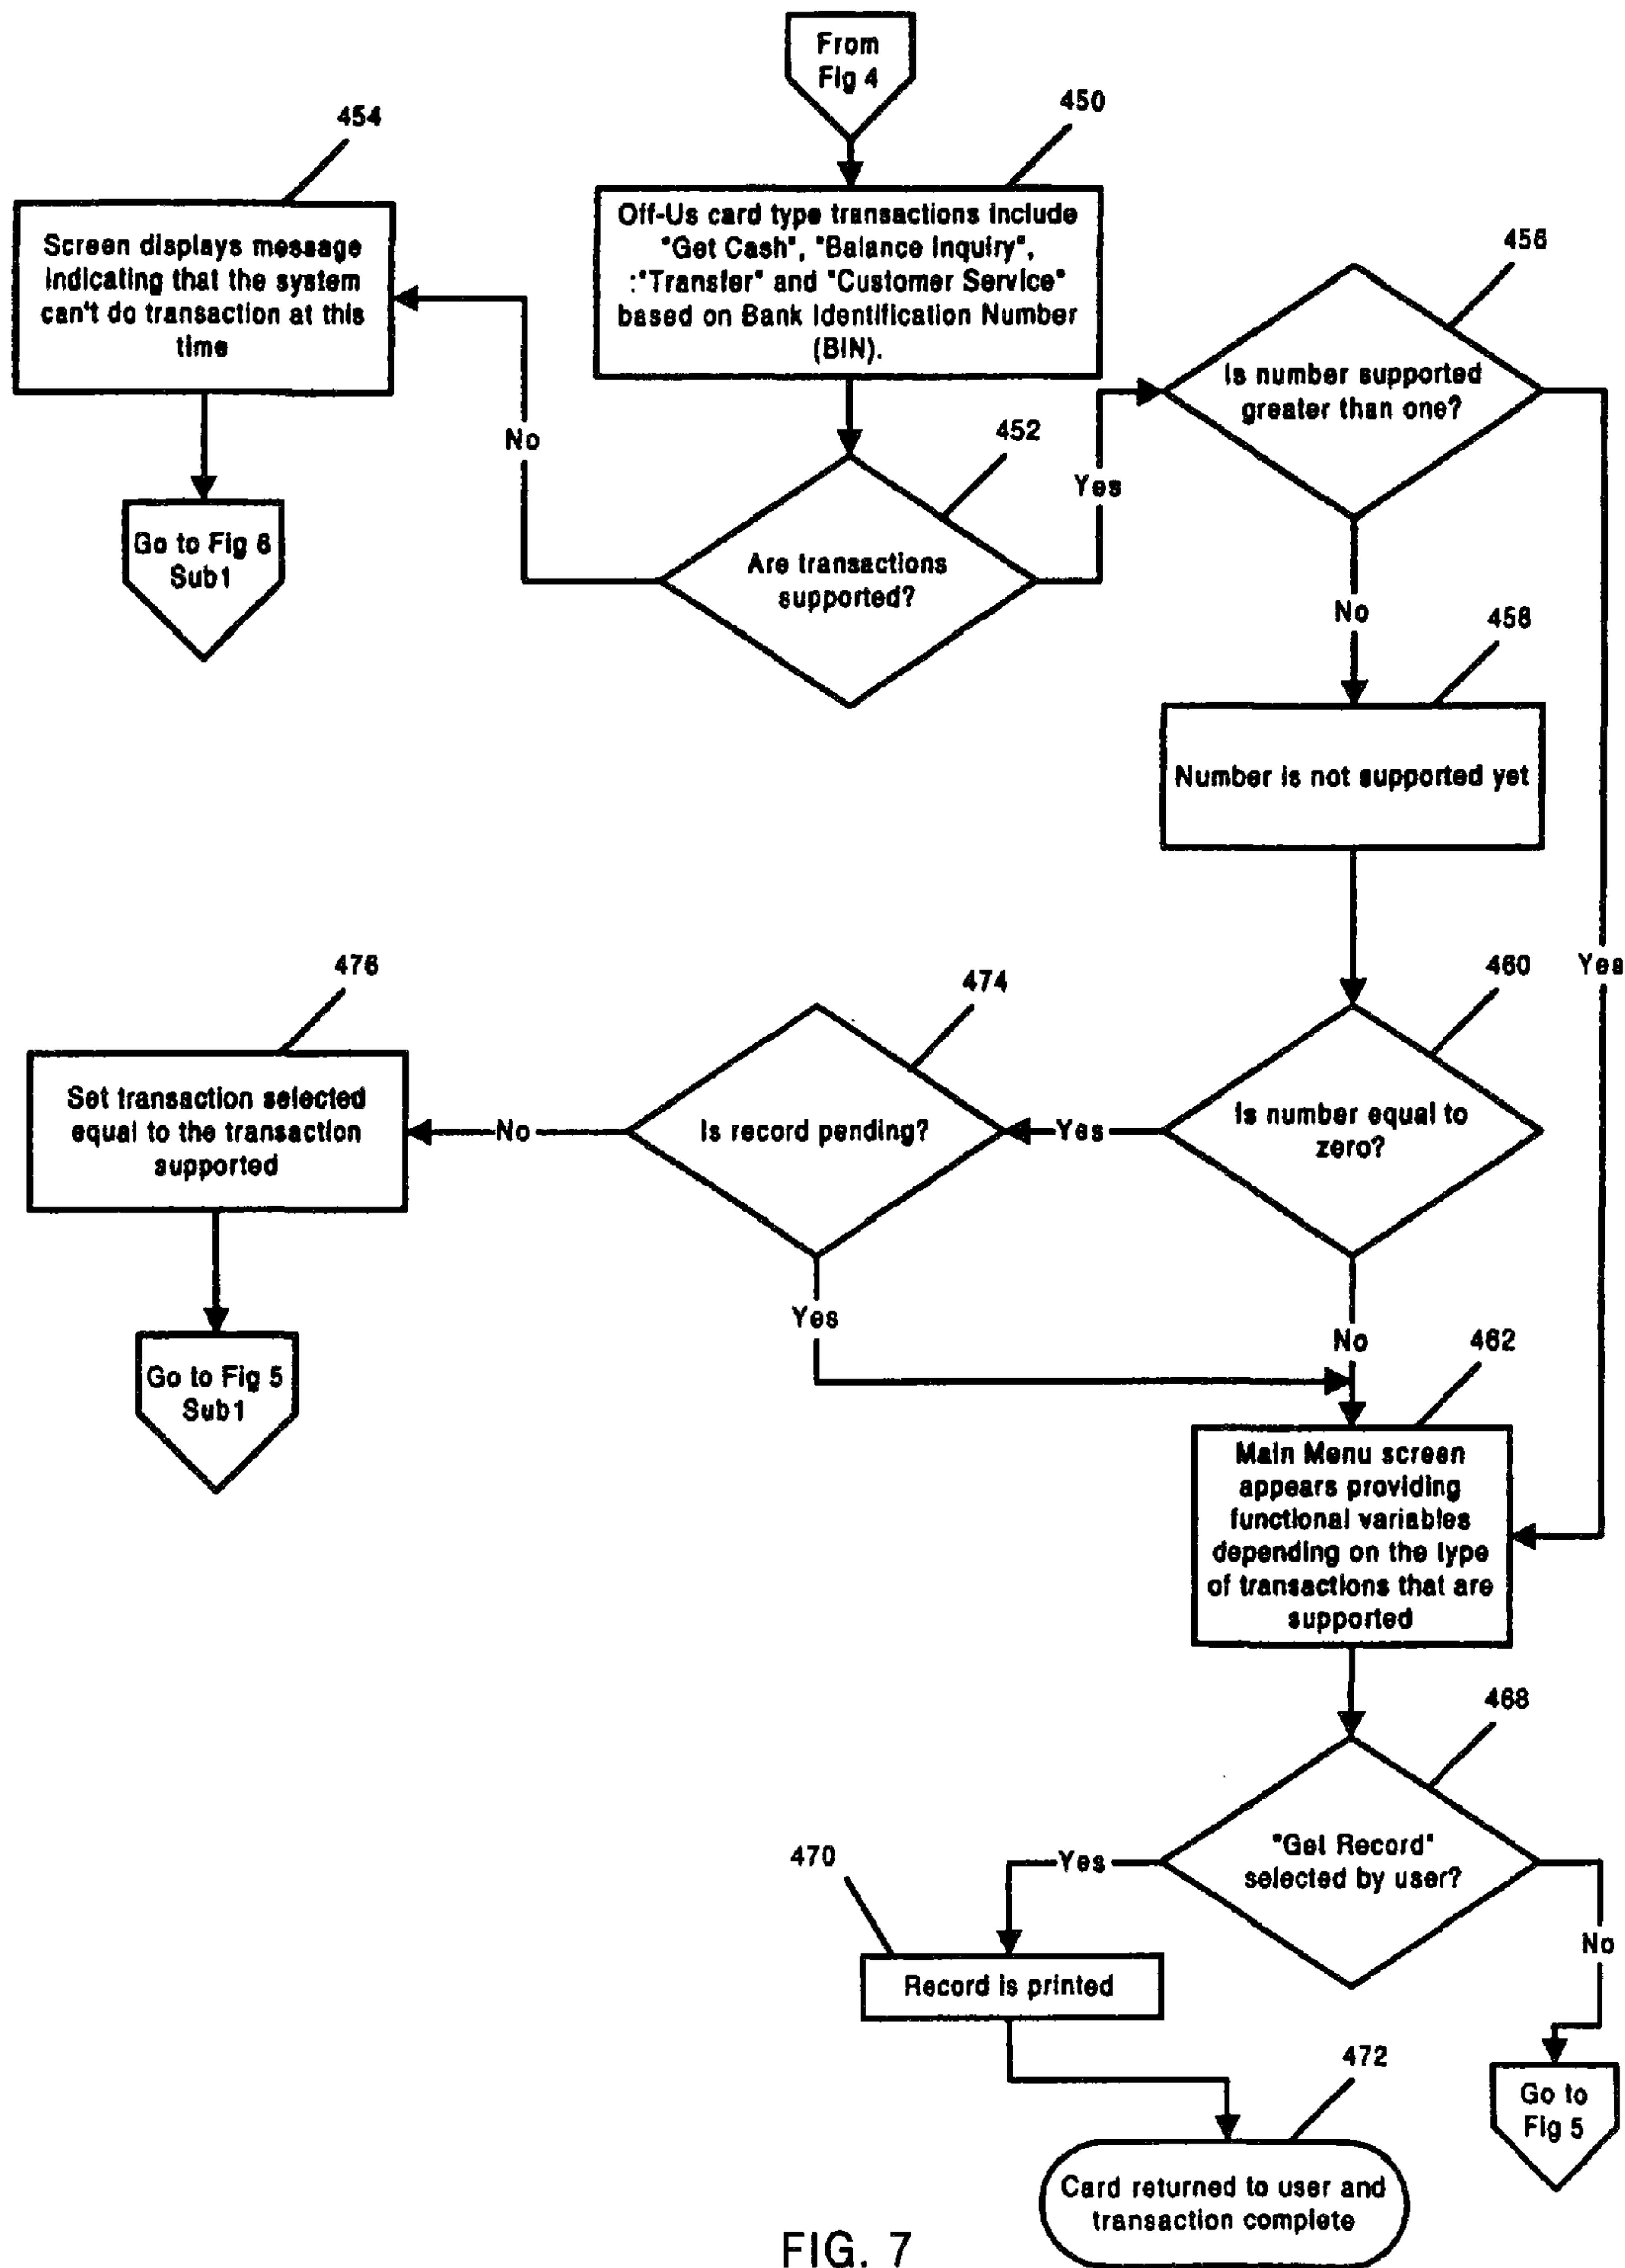 From
Fig 4
450
454
Off-Us card type transactions include
"Get Cash", "Balance Inquiry",
:"Transfer" and "Customer Service"
based on Bank Identification Number
(BIN).
Screen displays message
indicating that the system
can't do transaction at this
time
456
Is number supported
greater than one?
No
452
Yes
Go to Fig 6
Sub1
Are transactions
supported?
No
458
Number is not supported yet
Yes
476
474
460
Set transaction selected
equal to the transaction
supported
No
Is record pending?
Yes
Is number equal to
zero?
Yes
No
462
Go to Fig 5
Sub1
Main Menu screen
appears providing
functional variables
depending on the type
of transactions that are
supported
468
"Get Record"
selected by user?
470
Yes
No
Record is printed
472
Go to
Fig 5
Card returned to user and
transaction complete
FIG. 7